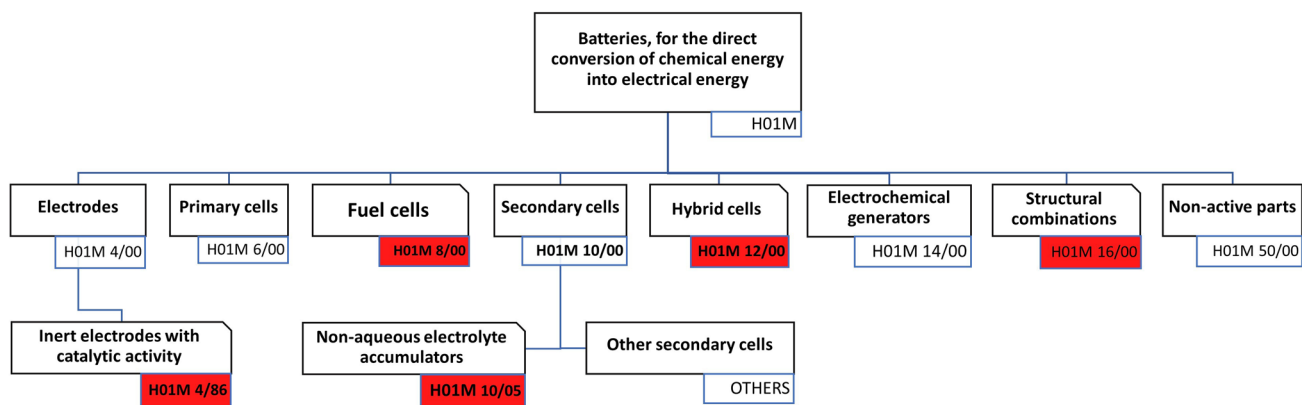 Batteries, for the direct
conversion of chemical energy
into electrical energy
H01M
Electrodes
H01M 4/00
Primary cells
H01M 6/00
Fuel cells
H01M 8/00
Secondary cells
H01M 10/00
Hybrid cells
H01M 12/00
Electrochemical
generators
H01M 14/00
Structural
combinations
H01M 16/00
Non-active parts
H01M 50/00
Inert electrodes with
catalytic activity
H01M 4/86
Non-aqueous electrolyte
accumulators
H01M 10/05
Other secondary cells
OTHERS